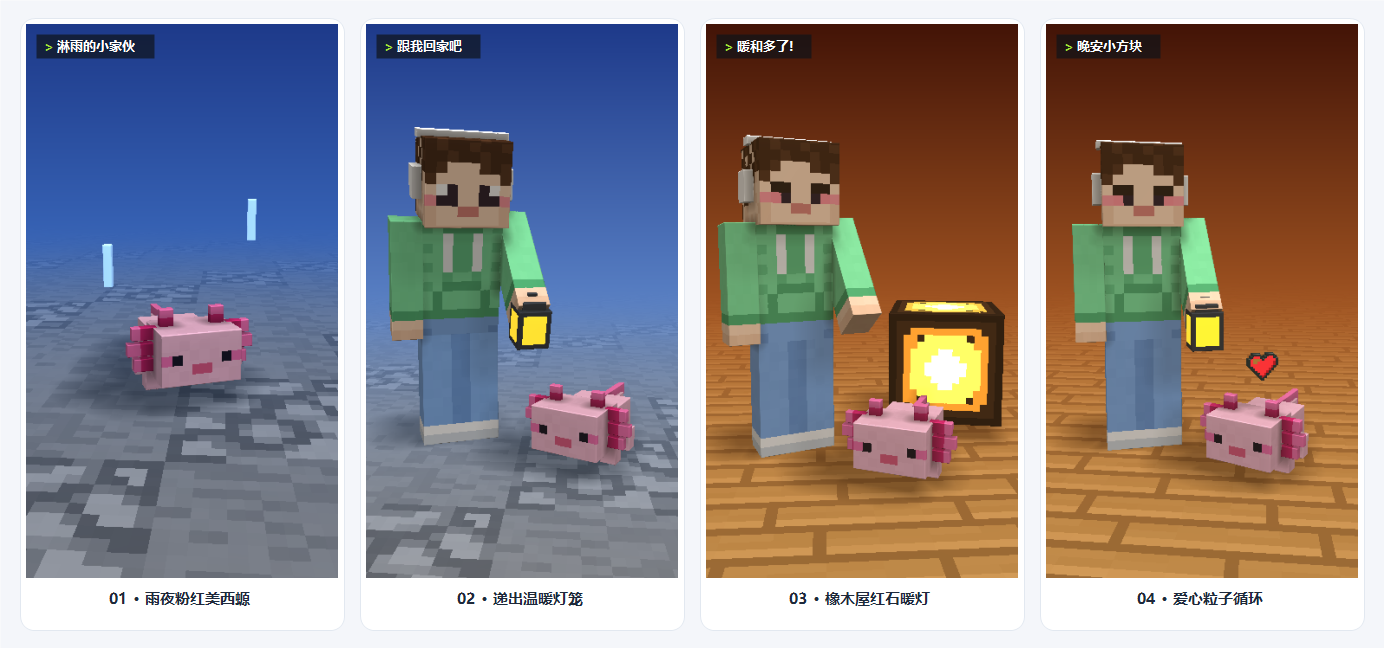 > 淋雨的小家伙
> 跟我回家吧
> 暖和多了!
> 晚安小方块
01 • 雨夜粉红美西螈
02 • 递出温暖灯笼
03 • 橡木屋红石暖灯
04 • 爱心粒子循环